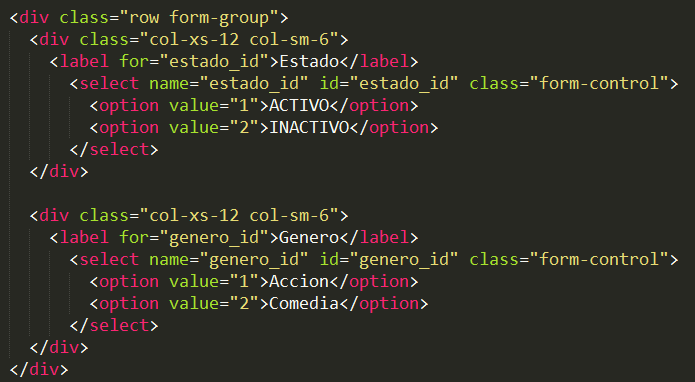 <div class="row form-group">
<div class="col-xs-12 col-sm-6">
<label for="estado_id">Estado</label>
<select name="estado_id" id="estado_id" class="form-control">
<option value="1">ACTIVO</option>
<option value="2">INACTIVO</option>
</select>
</div>
<div class="col-xs-12 col-sm-6">
<label for="genero_id">Genero</label>
<select name="genero_id" id="genero_id" class="form-control">
<option value="1">Accion</option>
<option value="2">Comedia</option>
</select>
</div>
</div>